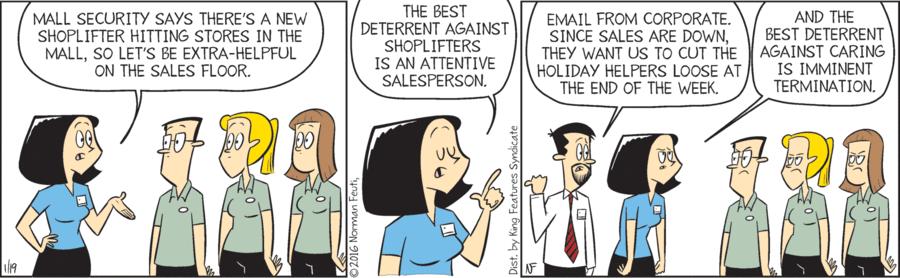 MALL SECURITY SAYS THERE'S A NEW
SHOPLIFTER HITTING STORES IN THE
MALL, SO LET'S BE EXTRA-HELPFUL
ON THE SALES FLOOR.
1/19
©2016 Norman Feuti,
THE BEST
DETERRENT AGAINST
SHOPLIFTERS
IS AN ATTENTIVE
SALESPERSON.
Dist. by King Features Syndicate
EMAIL FROM CORPORATE.
SINCE SALES ARE DOWN,
THEY WANT US TO CUT THE
HOLIDAY HELPERS LOOSE AT
THE END OF THE WEEK.
NF
AND THE
BEST DETERRENT
AGAINST CARING
IS IMMINENT
TERMINATION.